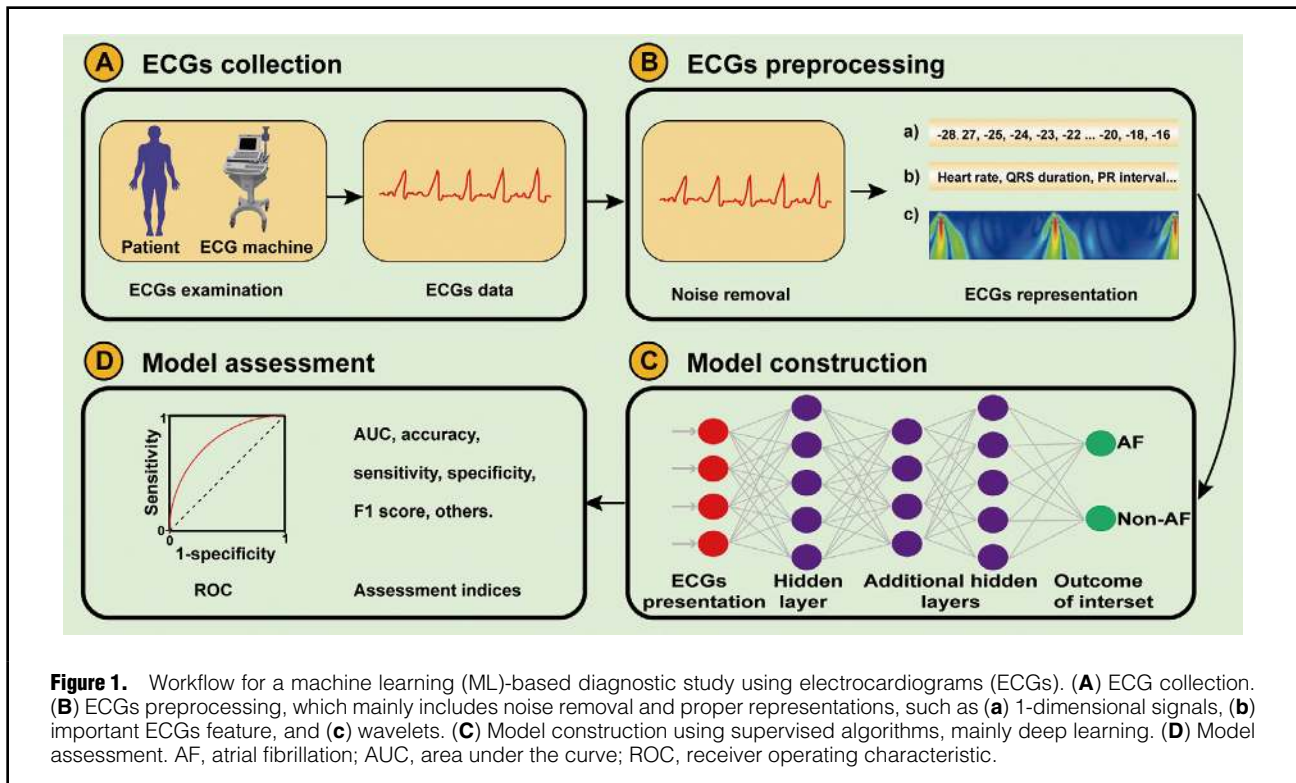 A ECGs collection
Patient ECG machine
ECGs examination
ECGs data
B ECGs preprocessing
Noise removal
a) -28. 27, -25, -24, -23, -22 ... -20, -18, -16
b) Heart rate, QRS duration, PR interval...
c)
ECGs representation
C Model construction
AF
Non-AF
ECGs
presentation
Hidden
layer
Additional hidden
layers
Outcome
of interset
D Model assessment
Sensitivity
1
0
0
1
1-specificity
ROC
AUC, accuracy,
sensitivity, specificity,
F1 score, others.
Assessment indices
Figure 1. Workflow for a machine learning (ML)-based diagnostic study using electrocardiograms (ECGs). (A) ECG collection.
(B) ECGs preprocessing, which mainly includes noise removal and proper representations, such as (a) 1-dimensional signals, (b)
important ECGs feature, and (c) wavelets. (C) Model construction using supervised algorithms, mainly deep learning. (D) Model
assessment. AF, atrial fibrillation; AUC, area under the curve; ROC, receiver operating characteristic.